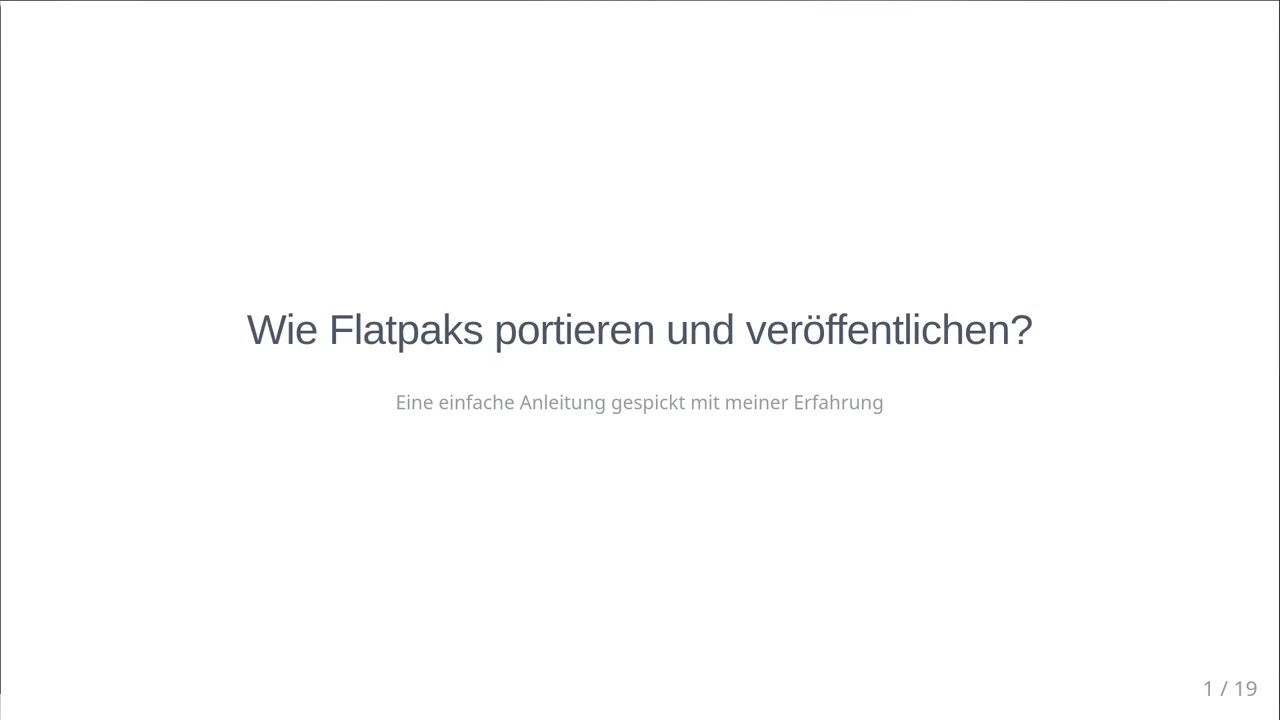 Wie Flatpaks portieren und veröffentlichen?
Eine einfache Anleitung gespickt mit meiner Erfahrung
1 / 19